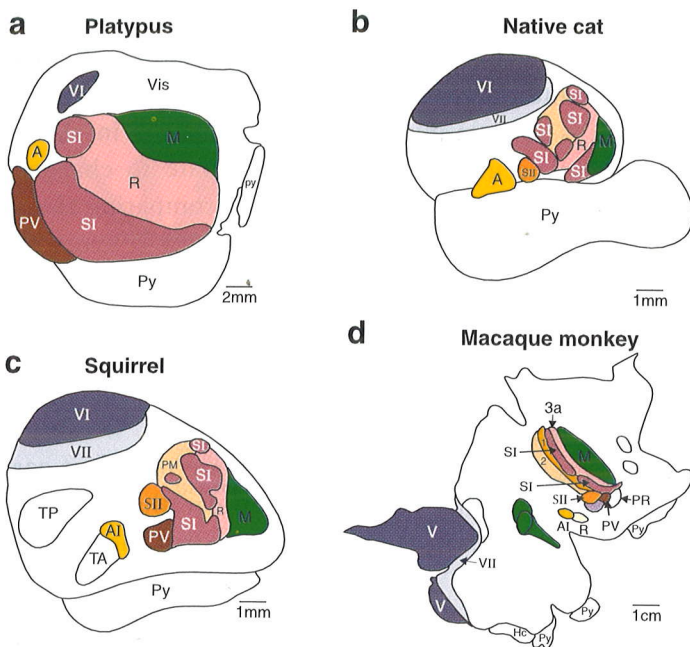 a Platypus
Vis
VI
A
SI
M
R
PV
SI
py
Py
2mm
b Native cat
VI
VII
SI
SI
SI
R
M
SI
SI
A
SII
Py
1mm
c Squirrel
VI
VII
SI
PM
SI
SII
R
M
TP
AI
PV
SI
TA
Py
1mm
d Macaque monkey
3a
SI
M
2
SI
SII
PR
PV
AI
R
Py
V
VII
V
Hc
Py
Py
1cm